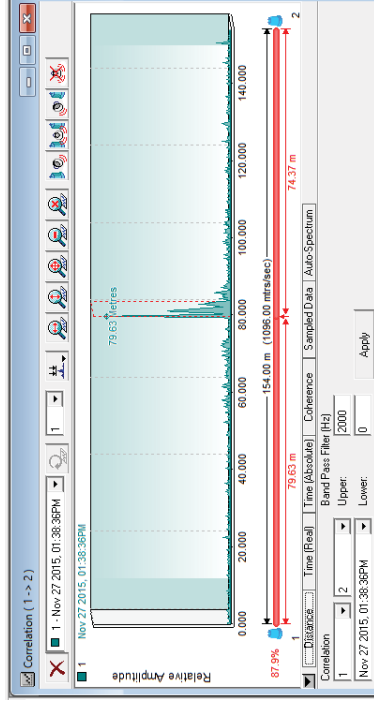 Correlation ( 1 -> 2 )
1 - Nov 27 2015, 01:38:36PM
1
1
Nov 27 2015, 01:38:36PM
79.63 Metres
Relative Amplitude
0.000 20.000 40.000 60.000 80.000 100.000 120.000 140.000
154.00 m (1096.00 mtrs/sec)
87.9%
1
2
79.63 m
74.37 m
Distance Time (Real) Time (Absolute) Coherence Sampled Data Auto-Spectrum
Correlation
Band Pass Filter (Hz)
1 2 Upper: 2000
Nov 27 2015, 01:38:36PM Lower: 0 Apply